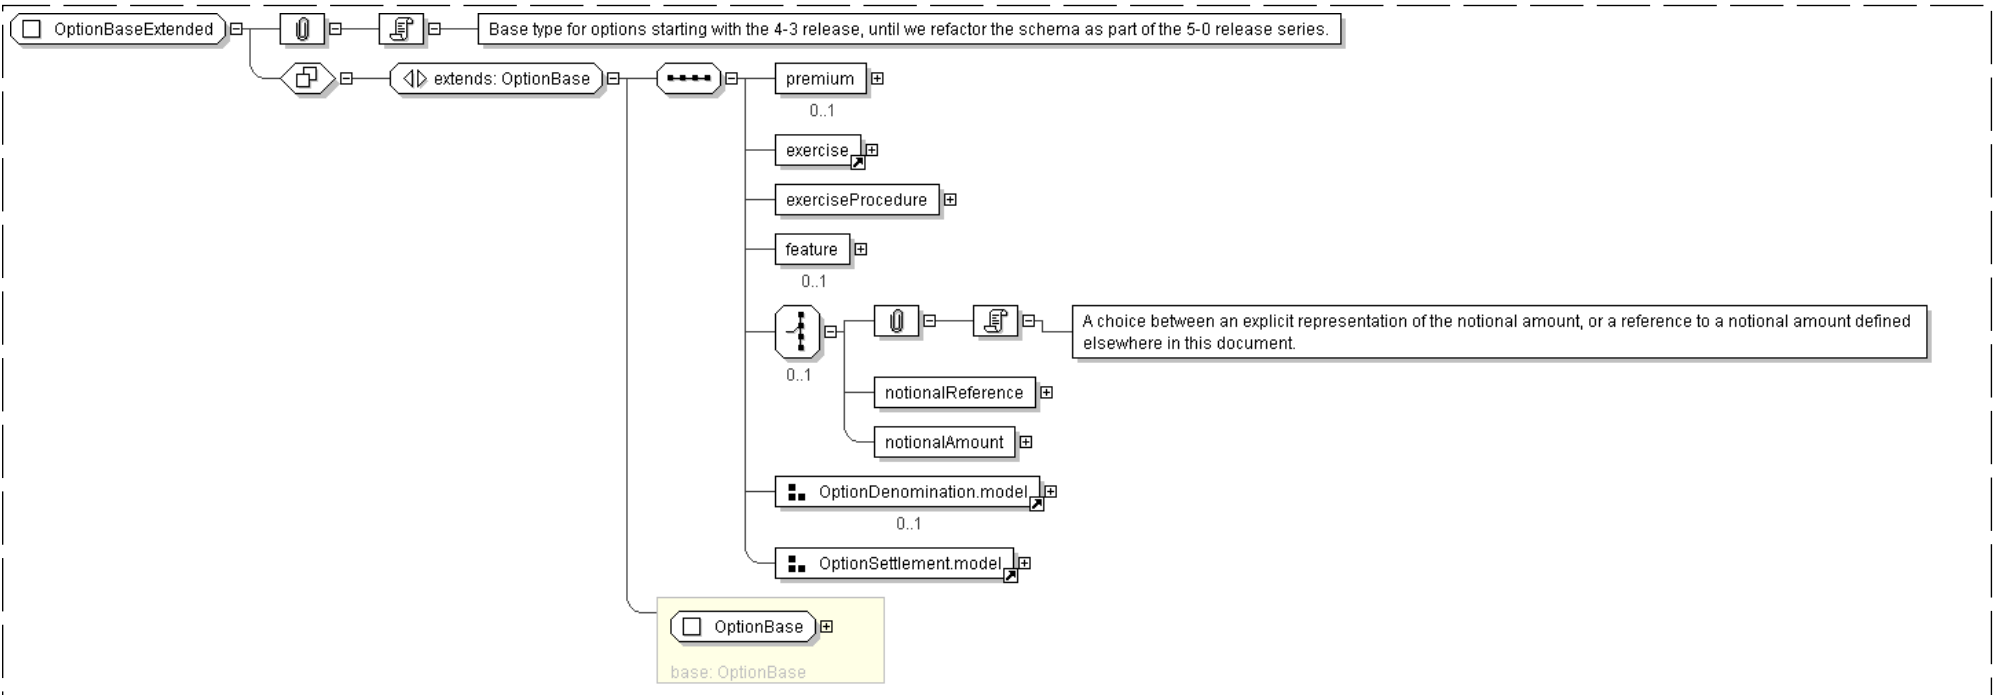 OptionBaseExtended
Base type for options starting with the 4-3 release, until we refactor the schema as part of the 5-0 release series.
extends: OptionBase
premium
0..1
exercise
exerciseProcedure
feature
0..1
A choice between an explicit representation of the notional amount, or a reference to a notional amount defined
elsewhere in this document.
0..1
notionalReference
notionalAmount
OptionDenomination.model
0..1
OptionSettlement.model
OptionBase
base: OptionBase